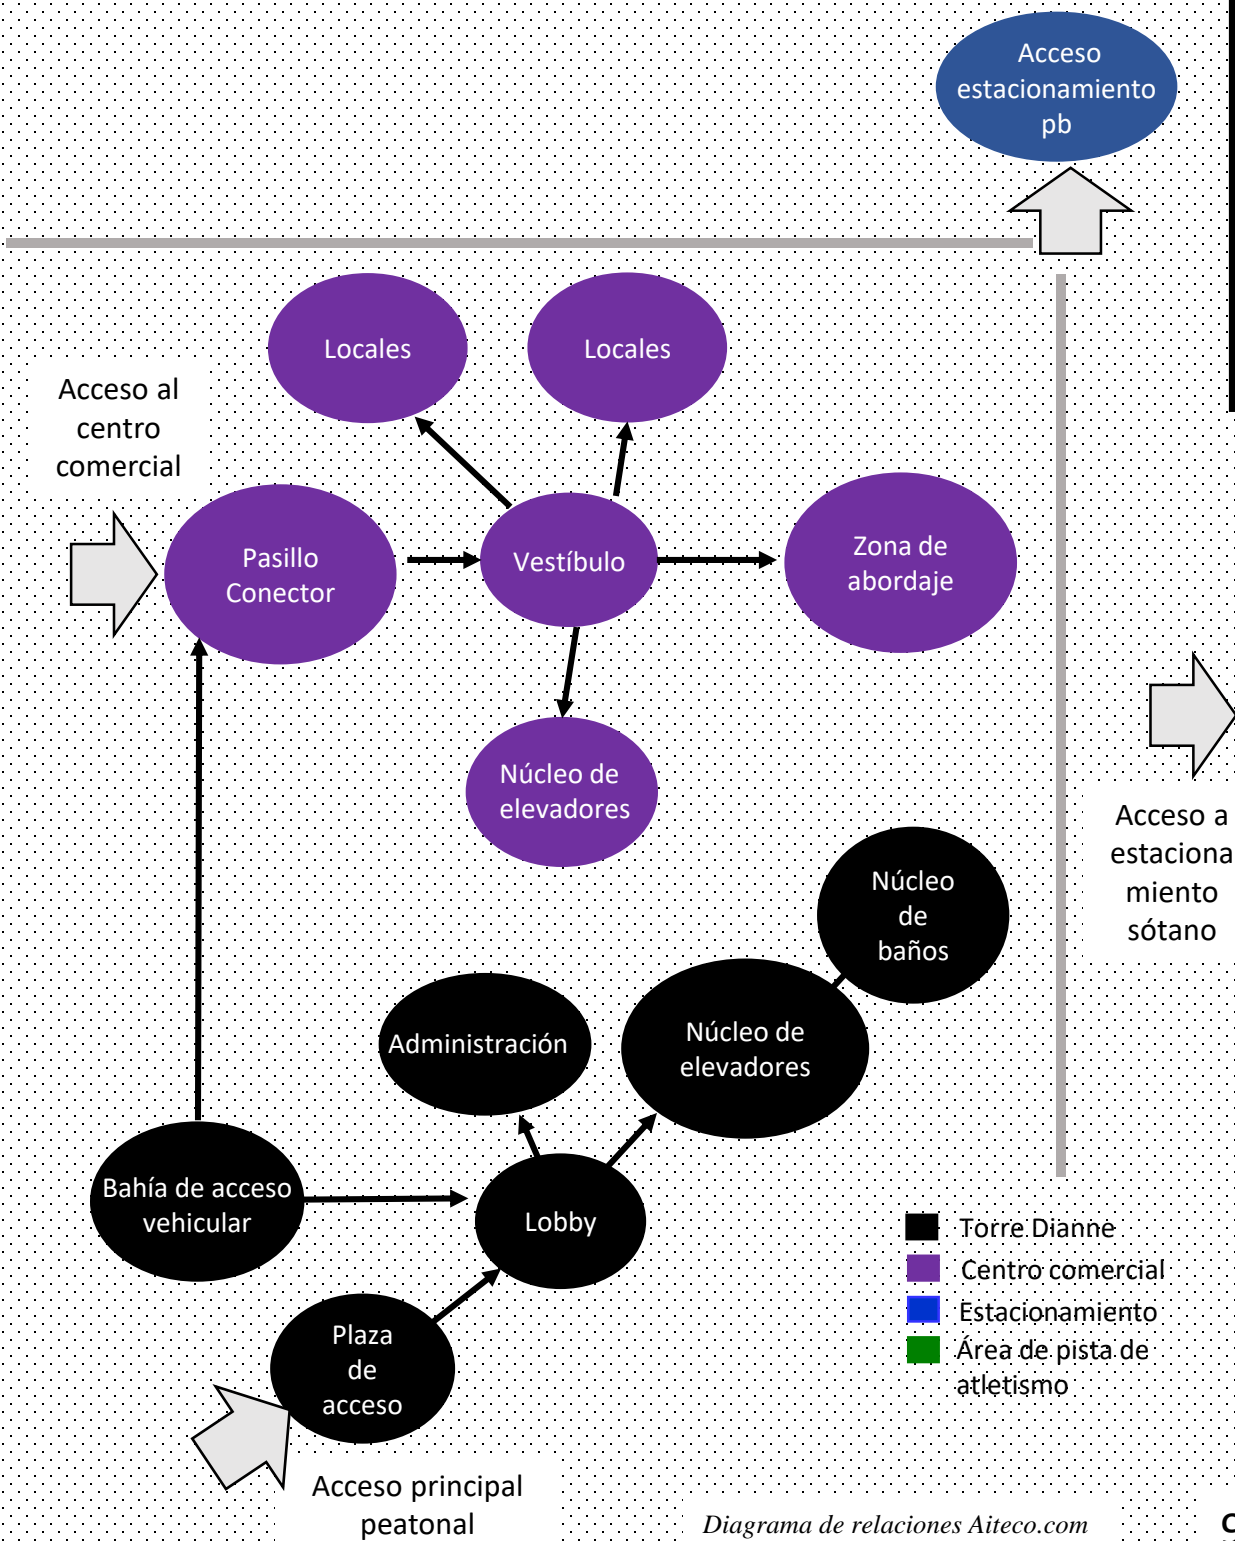 Acceso
estacionamiento
pb
Locales
Locales
Acceso al
centro
comercial
Pasillo
Conector
Vestíbulo
Zona de
abordaje
Núcleo de
elevadores
Acceso a
estaciona
miento
sótano
Núcleo
de
baños
Administración
Núcleo de
elevadores
Bahía de acceso
vehicular
Lobby
Plaza
de
acceso
Torre Dianne
Centro comercial
Estacionamiento
Área de pista de
atletismo
Acceso principal
peatonal
Diagrama de relaciones Aiteco.com